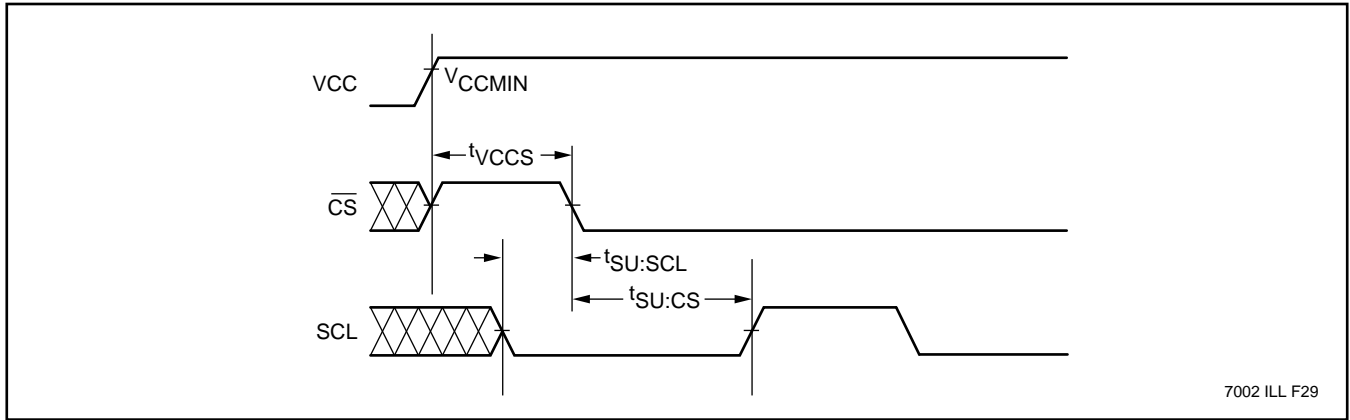 VCC
VCCMIN
tVCCS
CS
tSU:SCL
tSU:CS
SCL
7002 ILL F29